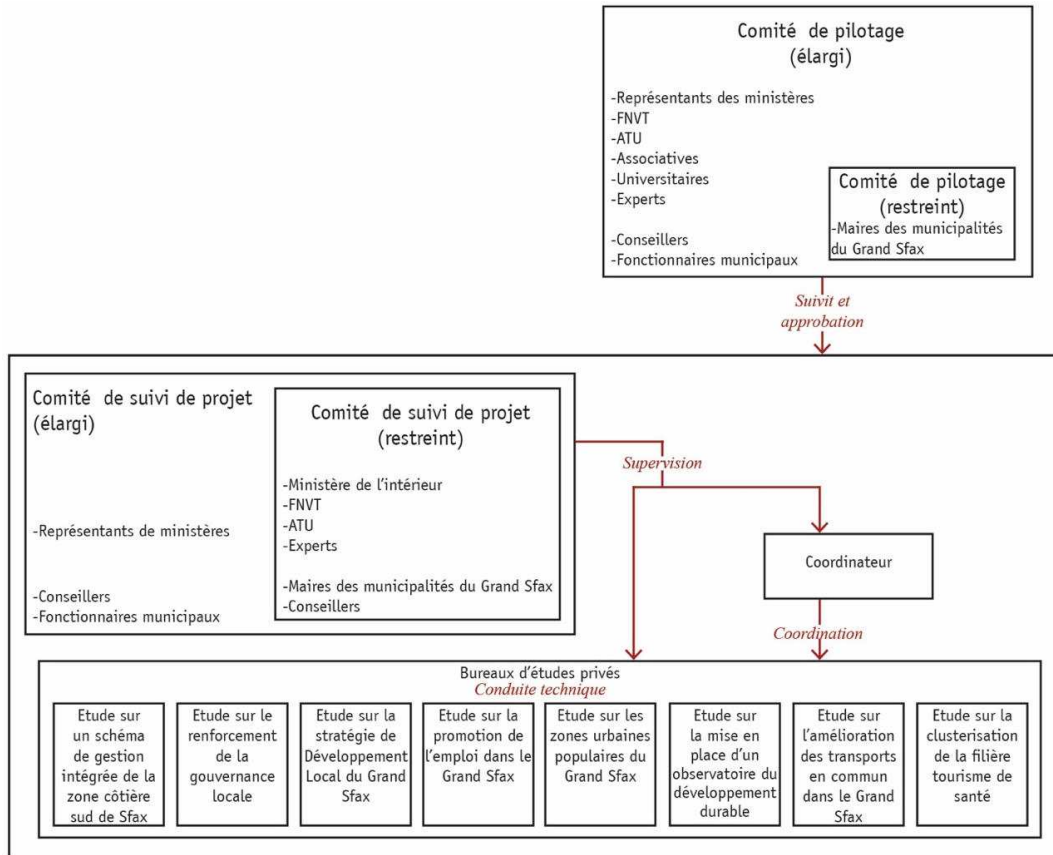 Comité de pilotage
(élargi)
-Représentants des ministères
-FNVT
-ATU
-Associatives
-Universitaires
-Experts
-Conseillers
-Fonctionnaires municipaux
Comité de pilotage
(restreint)
-Maires des municipalités
du Grand Sfax
Suivit et
approbation
Comité de suivi de projet
(élargi)
-Représentants de ministères
-Conseillers
-Fonctionnaires municipaux
Comité de suivi de projet
(restreint)
-Ministère de l'intérieur
-FNVT
-ATU
-Experts
-Maires des municipalités du Grand Sfax
-Conseillers
Supervision
Coordinateur
Coordination
Bureaux d'études privés
Conduite technique
Etude sur
un schéma
de gestion
intégrée de la
zone côtière
sud de Sfax
Etude sur le
renforcement
de la
gouvernance
locale
Etude sur la
stratégie de
Développement
Local du Grand
Sfax
Etude sur la
promotion de
l'emploi dans le
Grand Sfax
Etude sur les
zones urbaines
populaires du
Grand Sfax
Etude sur
la mise en
place d'un
observatoire du
développement
durable
Etude sur
l'amélioration
des transports
en commun
dans le Grand
Sfax
Etude sur la
clusterisation de
la filière
tourisme de
santé